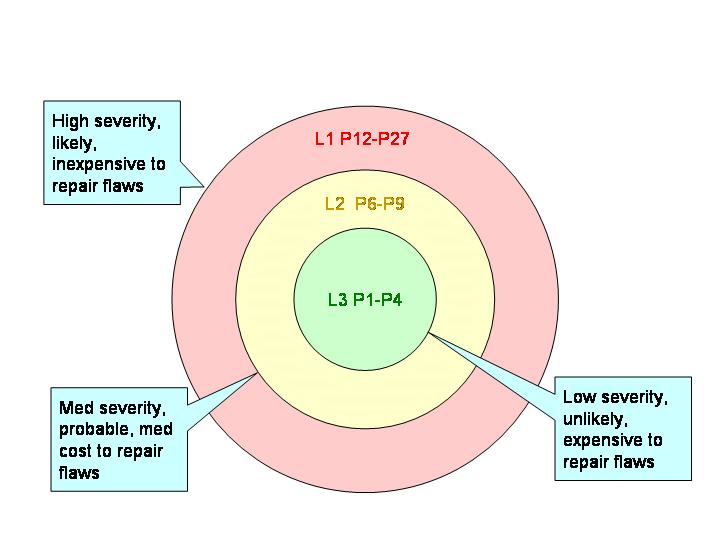 High severity,
likely,
inexpensive to
repair flaws
L1 P12-P27
L2  P6-P9
L3 P1-P4
Med severity,
probable, med
cost to repair
flaws
Low severity,
unlikely,
expensive to
repair flaws